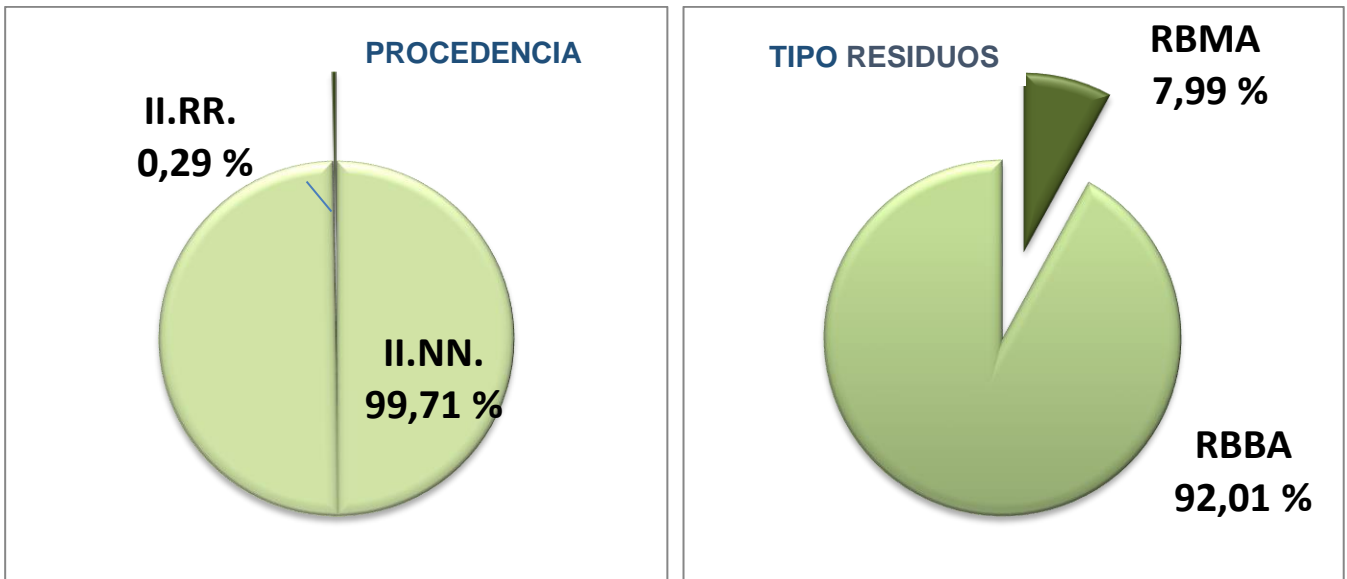 PROCEDENCIA
II.RR.
0,29 %
II.NN.
99,71 %
TIPO RESIDUOS
RBMA
7,99 %
RBBA
92,01 %